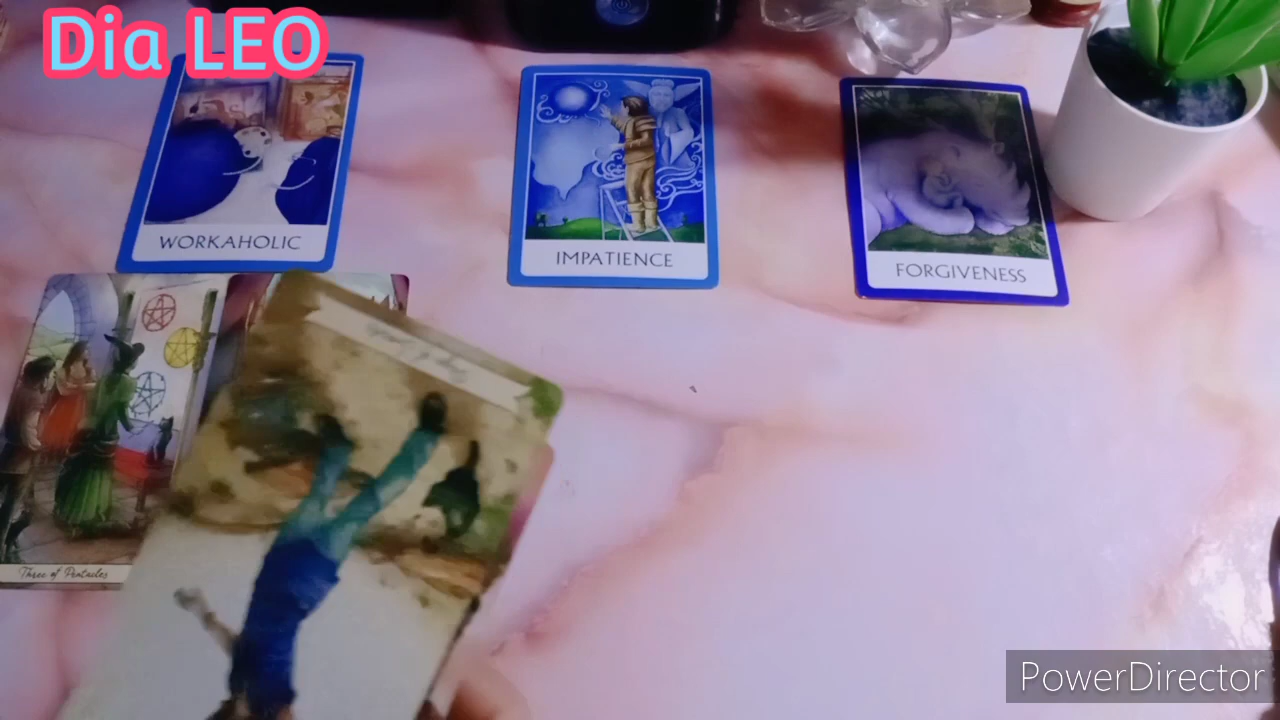 Dia LEO
WORKAHOLIC
IMPATIENCE
FORGIVENESS
Three of Pentacles
PowerDirector